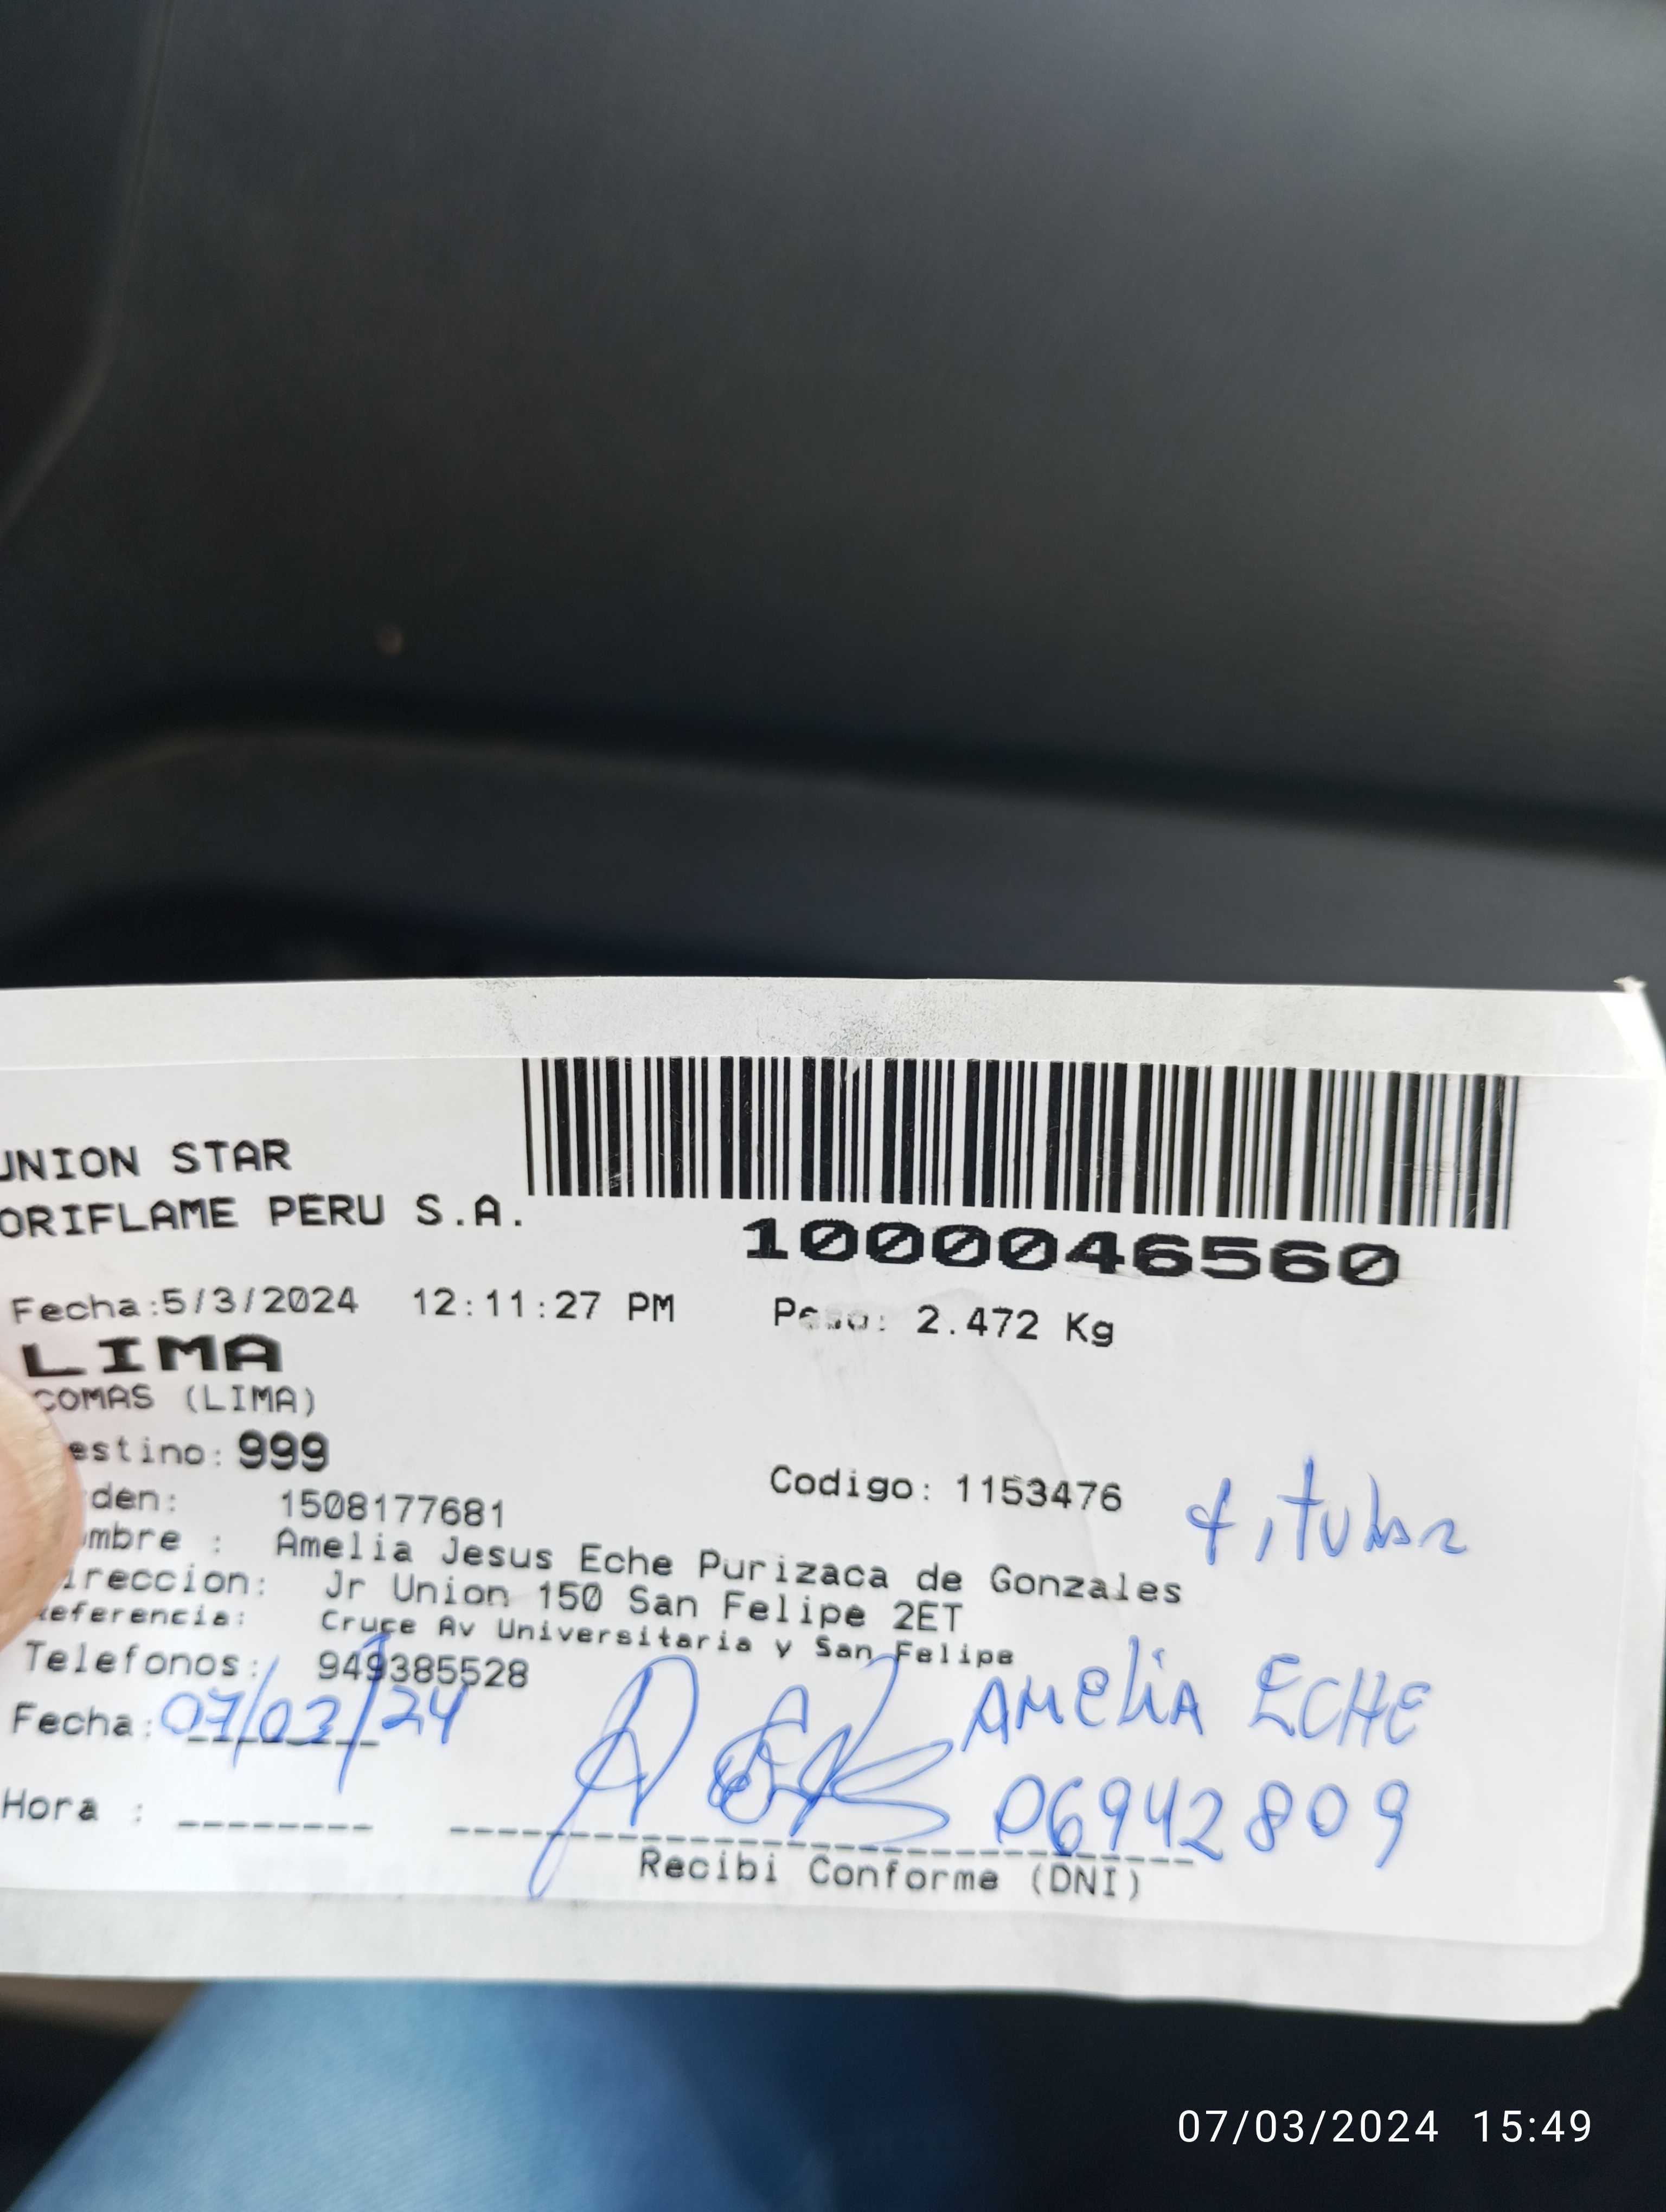 UNION STAR
ORIFLAME PERU S.A.
1000046560
Fecha:5/3/2024 12:11:27 PM Peso: 2.472 Kg
LIMA
COMAS (LIMA)
estino: 999
Codigo: 1153476 titular
den: 1508177681
ombre : Amelia Jesus Eche Purizaca de Gonzales
ireccion: Jr Union 150 San Felipe 2ET
eferencia: Cruce Av Universitaria y San Felipe
Telefonos: 949385528
AMELIA ECHE
Fecha: 07/03/24
06942809
Hora :
Recibi Conforme (DNI)
07/03/2024 15:49